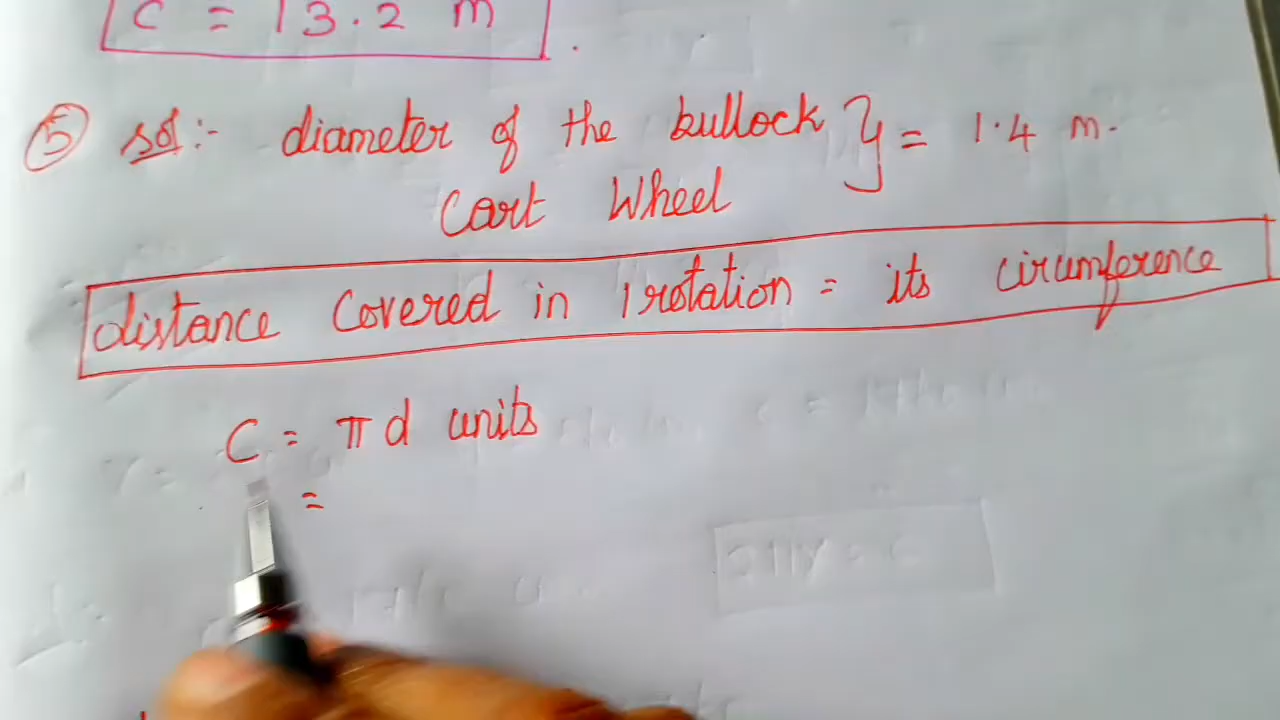 C = 13.2 m
5 sol:- diameter of the bullock } = 1.4 m.
Cart Wheel
distance covered in 1 rotation = its circumference
C = πd units
=